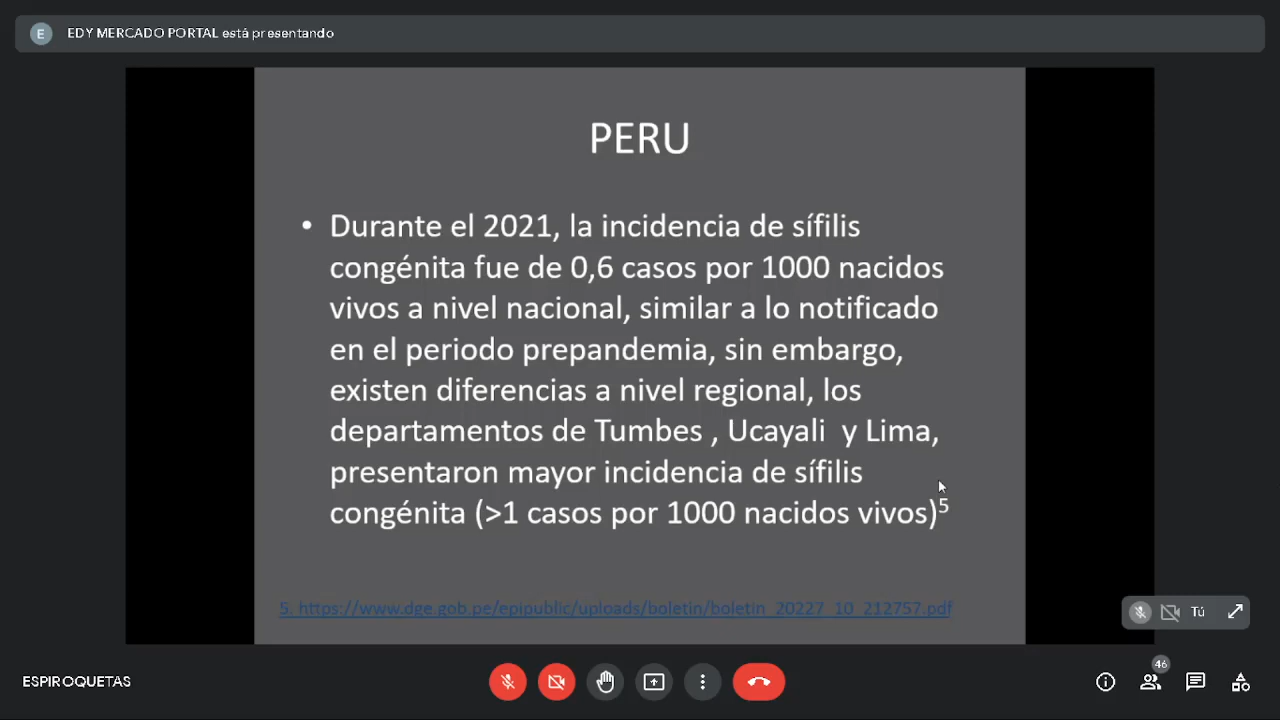 E
EDY MERCADO PORTAL está presentando
PERU
• Durante el 2021, la incidencia de sífilis
congénita fue de 0,6 casos por 1000 nacidos
vivos a nivel nacional, similar a lo notificado
en el periodo prepandemia, sin embargo,
existen diferencias a nivel regional, los
departamentos de Tumbes , Ucayali  y Lima,
presentaron mayor incidencia de sífilis
congénita (>1 casos por 1000 nacidos vivos)5
5. https://www.dge.gob.pe/epipublic/uploads/boletin/boletin_20227_10_212757.pdf
Tú
ESPIROQUETAS
46